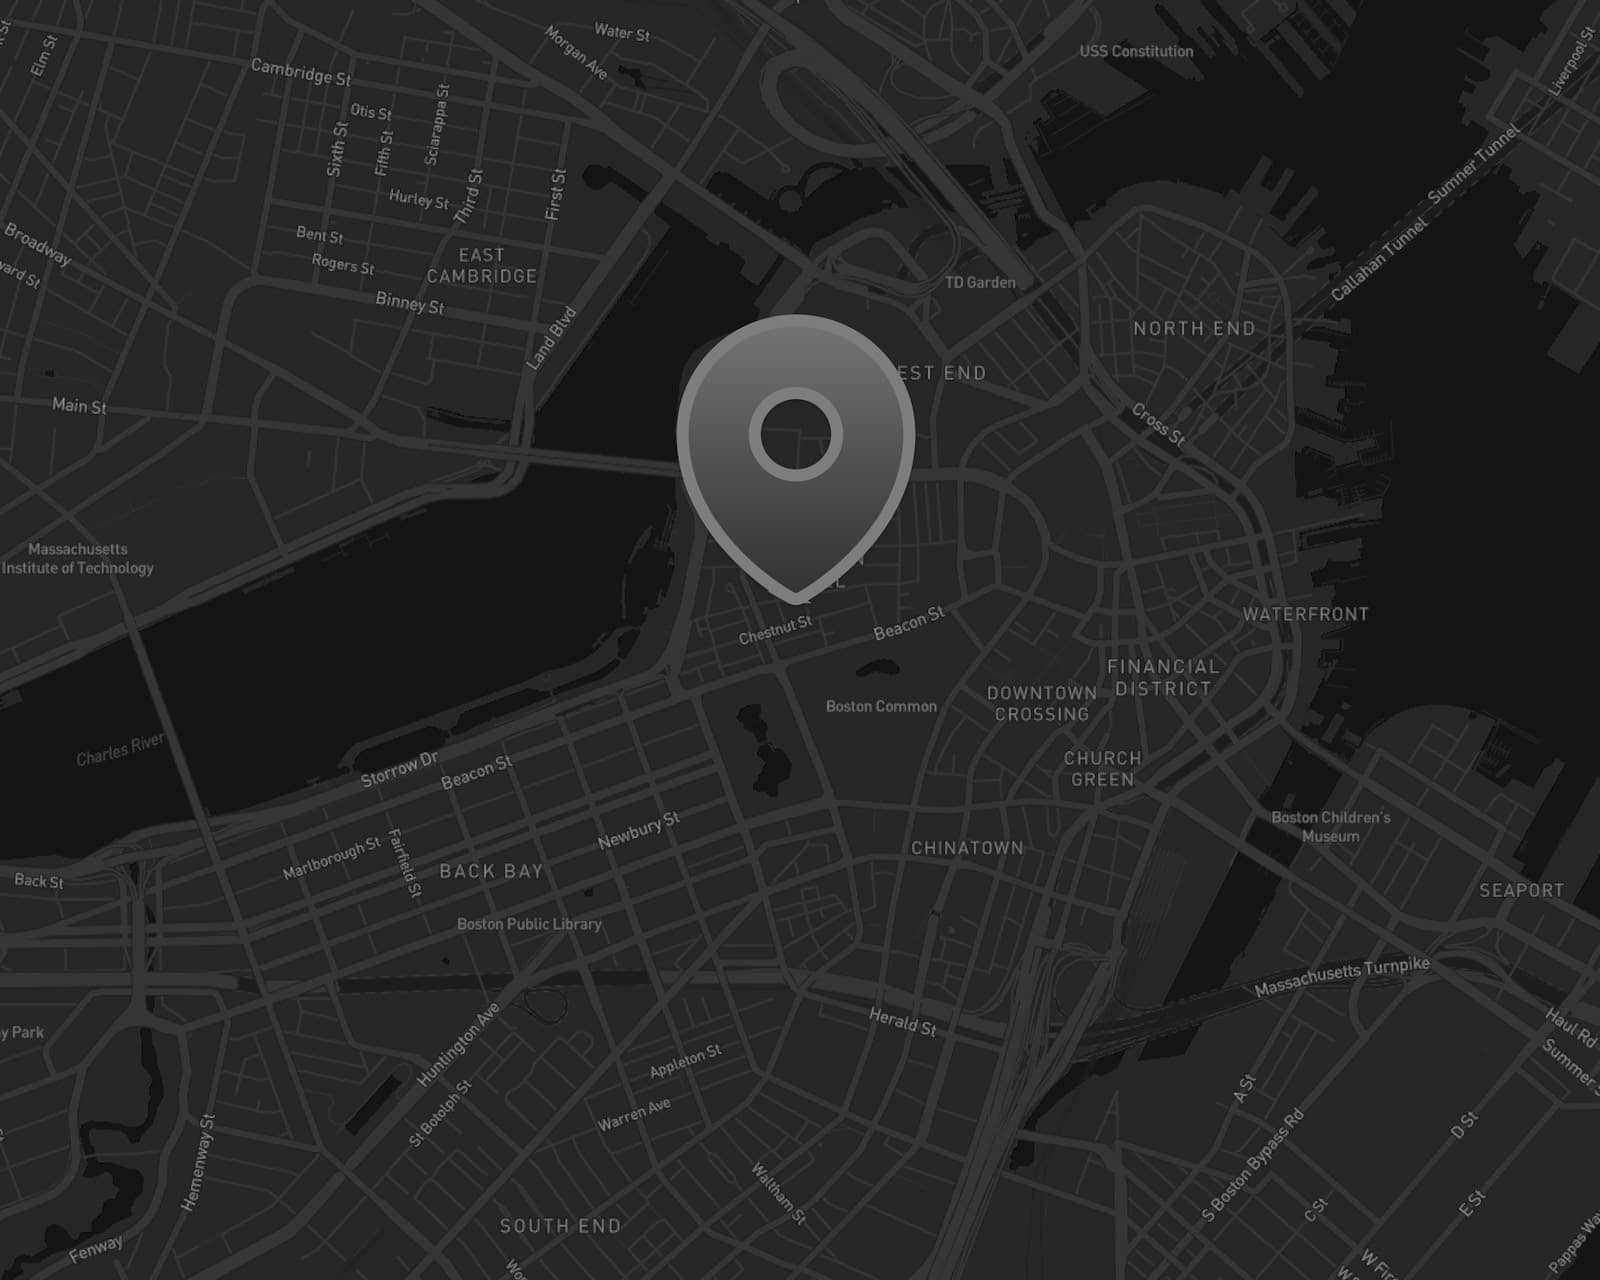 Water St
Morgan Ave
USS Constitution
Elm St
Cambridge St
Liverpool St
Otis St
Sciarappa St
Sixth St
Fifth St
Sumner Tunnel
Hurley St
Third St
First St
Broadway
Bent St
Rogers St
EAST
CAMBRIDGE
Callahan Tunnel
TD Garden
Binney St
NORTH END
Land Blvd
EST END
Main St
Cross St
Massachusetts
Institute of Technology
WATERFRONT
Chestnut St
Beacon St
FINANCIAL
DISTRICT
DOWNTOWN
CROSSING
Boston Common
Charles River
Storrow Dr
Beacon St
CHURCH
GREEN
Newbury St
Boston Children's
Museum
Marlborough St
Fairfield St
BACK BAY
CHINATOWN
Back St
SEAPORT
Boston Public Library
Massachusetts Turnpike
Herald St
y Park
Huntington Ave
Haul Rd
Summer
Appleton St
St Botolph St
Warren Ave
A St
D St
Hemenway St
S Boston Bypass Rd
Waltham St
C St
E St
SOUTH END
Fenway
Pappas Wa
W Fir